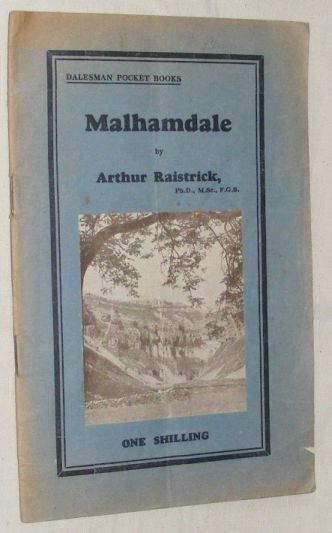 DALESMAN POCKET BOOKS
Malhamdale
by
Arthur Raistrick,
Ph.D., M.Sc., F.G.S.
ONE SHILLING